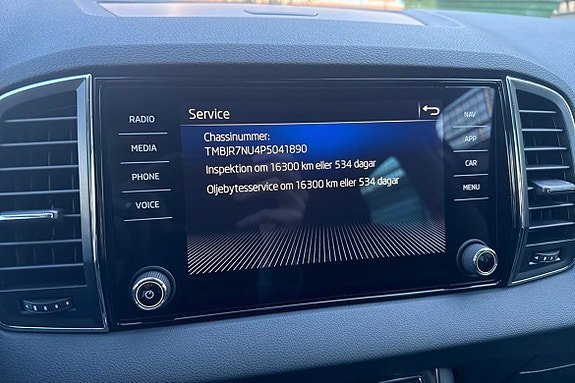 Service
Chassinummer:
TMBJR7NU4P5041890
Inspektion om 16300 km eller 534 dagar
Oljebytesservice om 16300 km eller 534 dagar
RADIO
MEDIA
PHONE
VOICE
NAV
APP
CAR
MENU